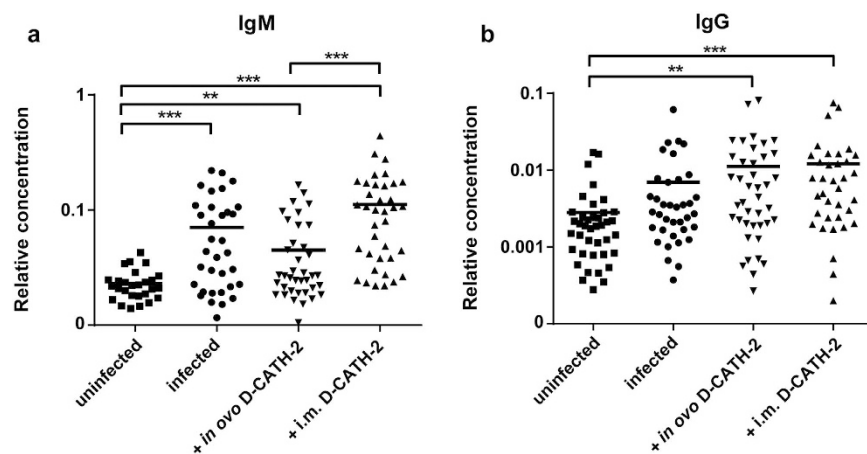 a
IgM
Relative concentration
1
0.1
0
***
***
**
***
uninfected
infected
+ in ovo D-CATH-2
+ i.m. D-CATH-2
b
IgG
Relative concentration
0.1
0.01
0.001
0
***
**
uninfected
infected
+ in ovo D-CATH-2
+ i.m. D-CATH-2